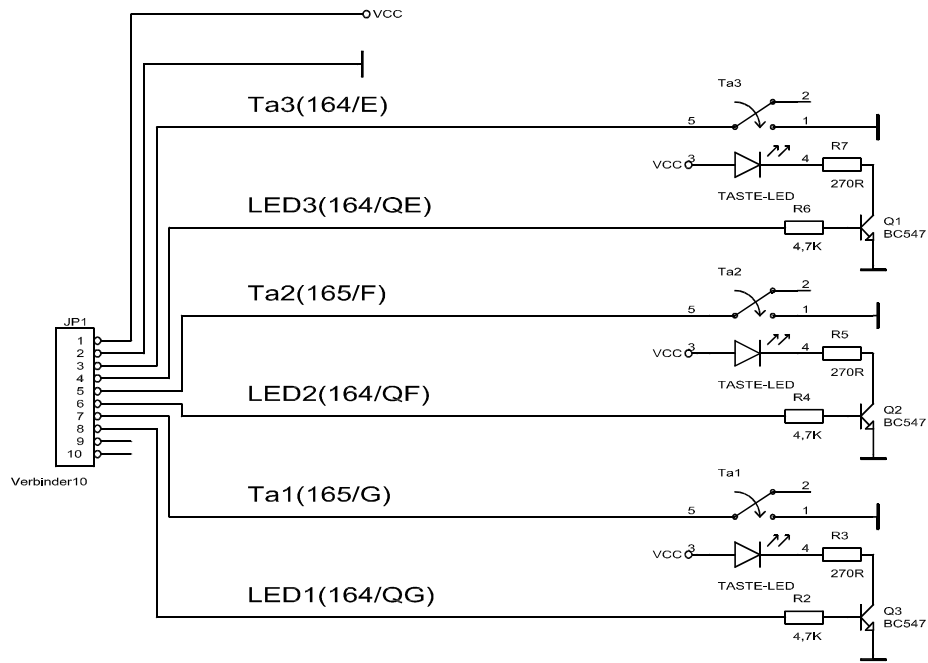 VCC
Ta3(164/E)
Ta3
2
5
1
VCC
3
4
R7
TASTE-LED
270R
LED3(164/QE)
R6
Q1
BC547
4,7K
Ta2(165/F)
Ta2
2
5
1
VCC
3
4
R5
TASTE-LED
270R
LED2(164/QF)
R4
Q2
BC547
4,7K
JP1
1
2
3
4
5
6
7
8
9
10
Verbinder10
Ta1(165/G)
Ta1
2
5
1
VCC
3
4
R3
TASTE-LED
270R
LED1(164/QG)
R2
Q3
BC547
4,7K